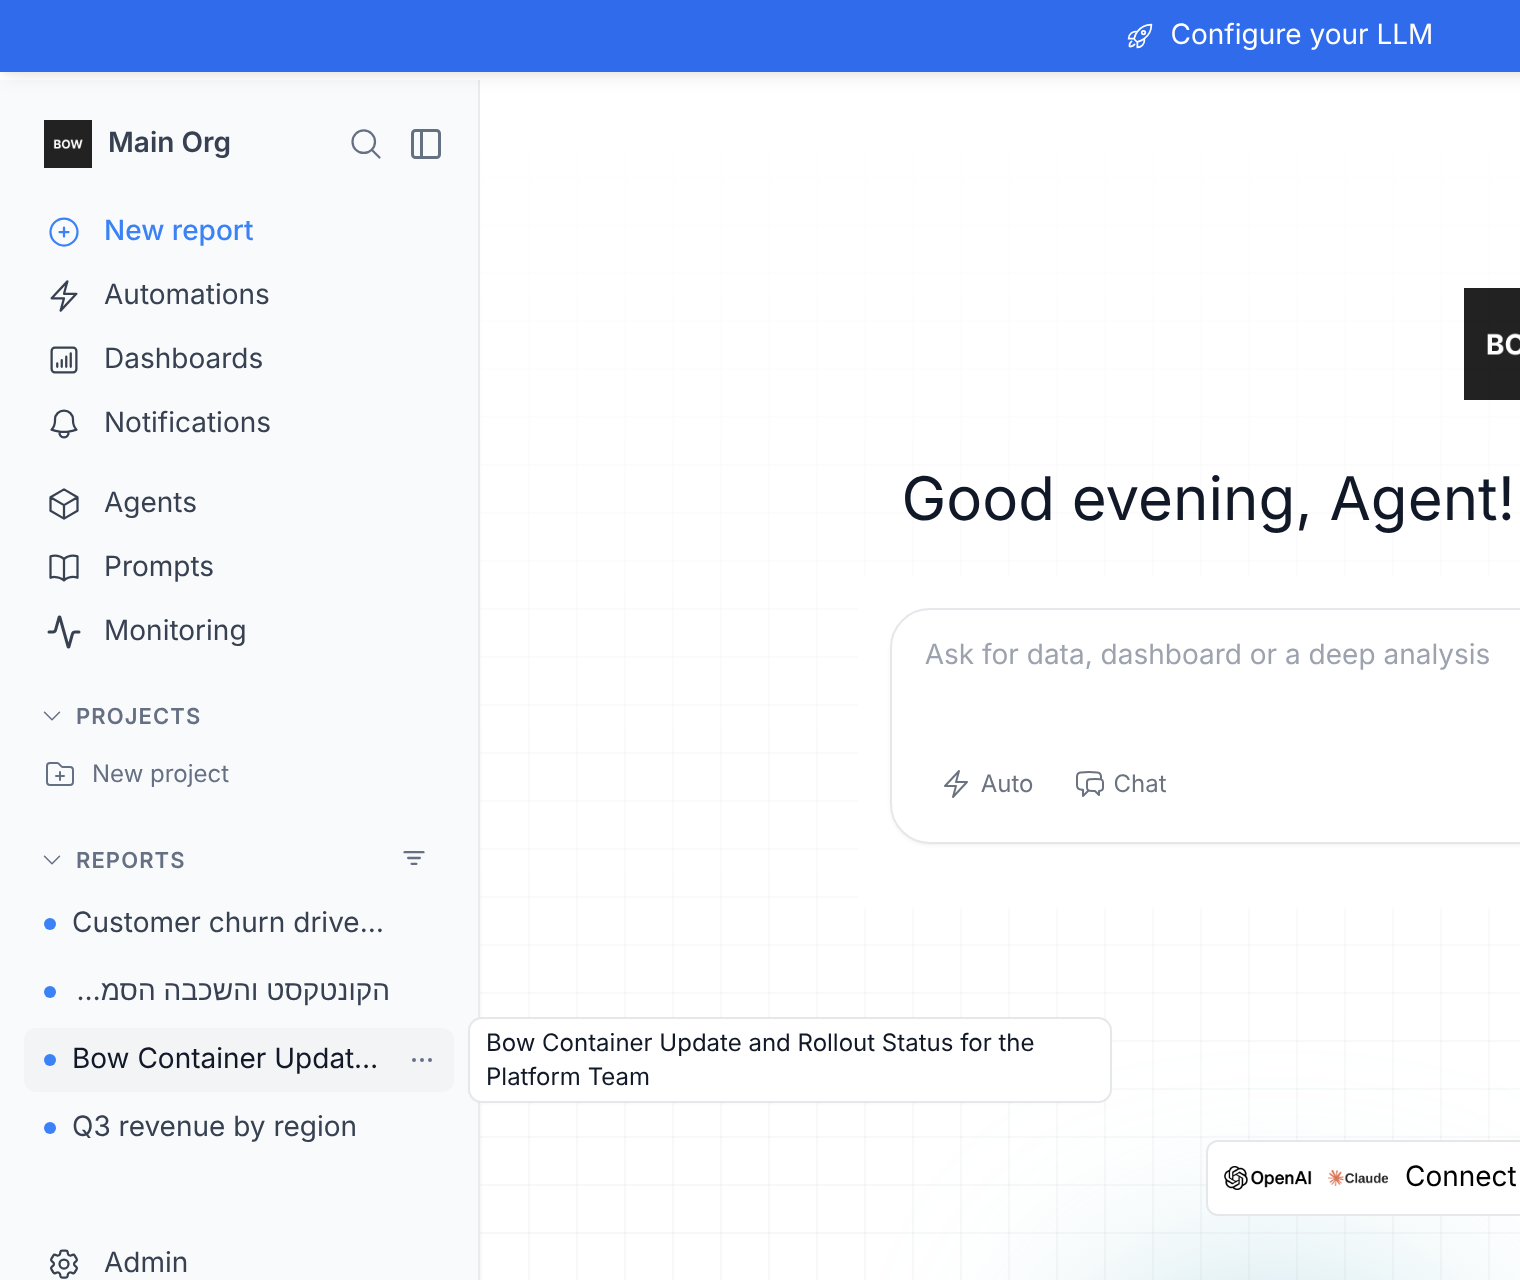 Configure your LLM
BOW Main Org
New report
Automations
Dashboards
Notifications
Agents
Prompts
Monitoring
PROJECTS
New project
REPORTS
Customer churn drive...
הקונטקסט והשכבה הסמ...
Bow Container Updat...
Q3 revenue by region
Admin
Good evening, Agent!
Ask for data, dashboard or a deep analysis
Auto Chat
Bow Container Update and Rollout Status for the
Platform Team
OpenAI Claude Connect